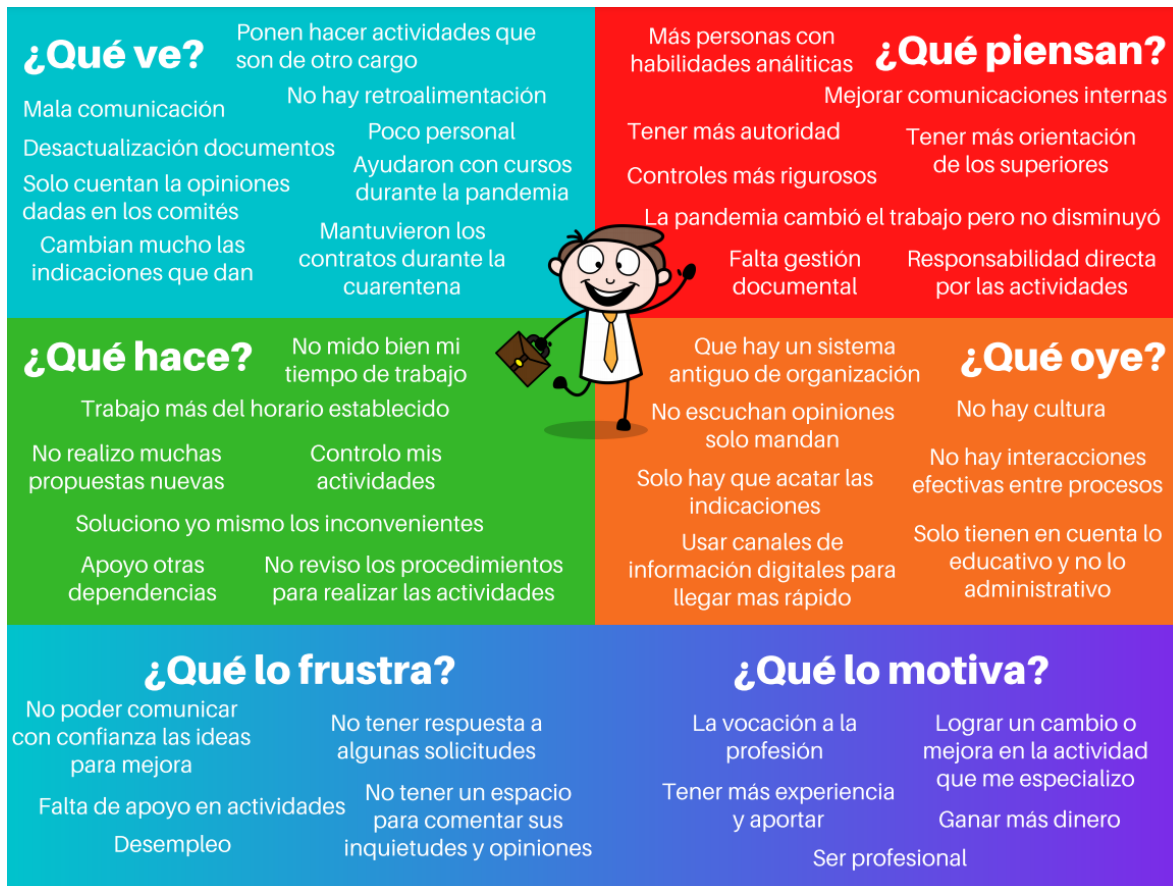 ¿Qué ve?
Ponen hacer actividades que
son de otro cargo
Mala comunicación
No hay retroalimentación
Desactualización documentos
Poco personal
Solo cuentan la opiniones
dadas en los comités
Ayudaron con cursos
durante la pandemia
Cambian mucho las
indicaciones que dan
Mantuvieron los
contratos durante la
cuarentena
¿Qué piensan?
Más personas con
habilidades análiticas
Mejorar comunicaciones internas
Tener más autoridad
Tener más orientación
de los superiores
Controles más rigurosos
La pandemia cambió el trabajo pero no disminuyó
Falta gestión
documental
Responsabilidad directa
por las actividades
¿Qué hace?
No mido bien mi
tiempo de trabajo
Trabajo más del horario establecido
No realizo muchas
propuestas nuevas
Controlo mis
actividades
Soluciono yo mismo los inconvenientes
Apoyo otras
dependencias
No reviso los procedimientos
para realizar las actividades
¿Qué oye?
Que hay un sistema
antiguo de organización
No escuchan opiniones
solo mandan
No hay cultura
No hay interacciones
efectivas entre procesos
Solo hay que acatar las
indicaciones
Usar canales de
información digitales para
llegar mas rápido
Solo tienen en cuenta lo
educativo y no lo
administrativo
¿Qué lo frustra?
No poder comunicar
con confianza las ideas
para mejora
No tener respuesta a
algunas solicitudes
Falta de apoyo en actividades
No tener un espacio
para comentar sus
inquietudes y opiniones
Desempleo
¿Qué lo motiva?
La vocación a la
profesión
Lograr un cambio o
mejora en la actividad
que me especializo
Tener más experiencia
y aportar
Ganar más dinero
Ser profesional